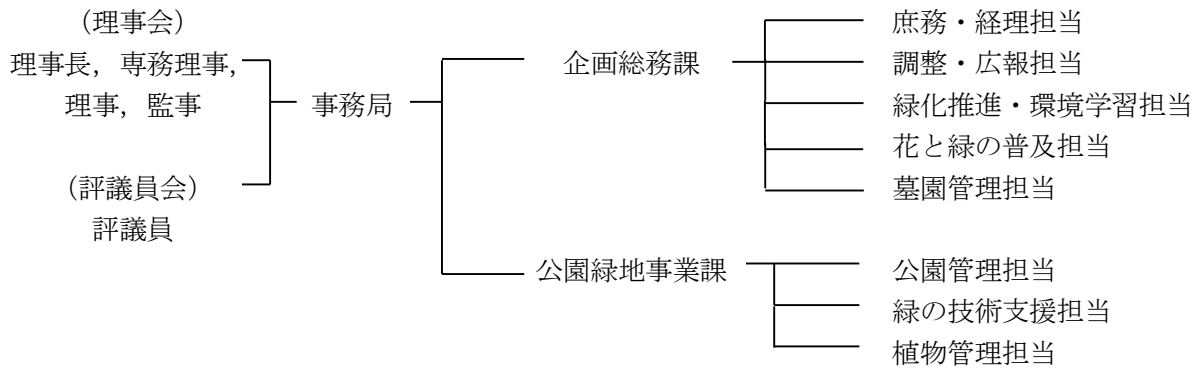 （理事会）
理事長，専務理事，
理事，監事
（評議員会）
評議員
事務局
企画総務課
庶務・経理担当
調整・広報担当
緑化推進・環境学習担当
花と緑の普及担当
墓園管理担当
公園緑地事業課
公園管理担当
緑の技術支援担当
植物管理担当